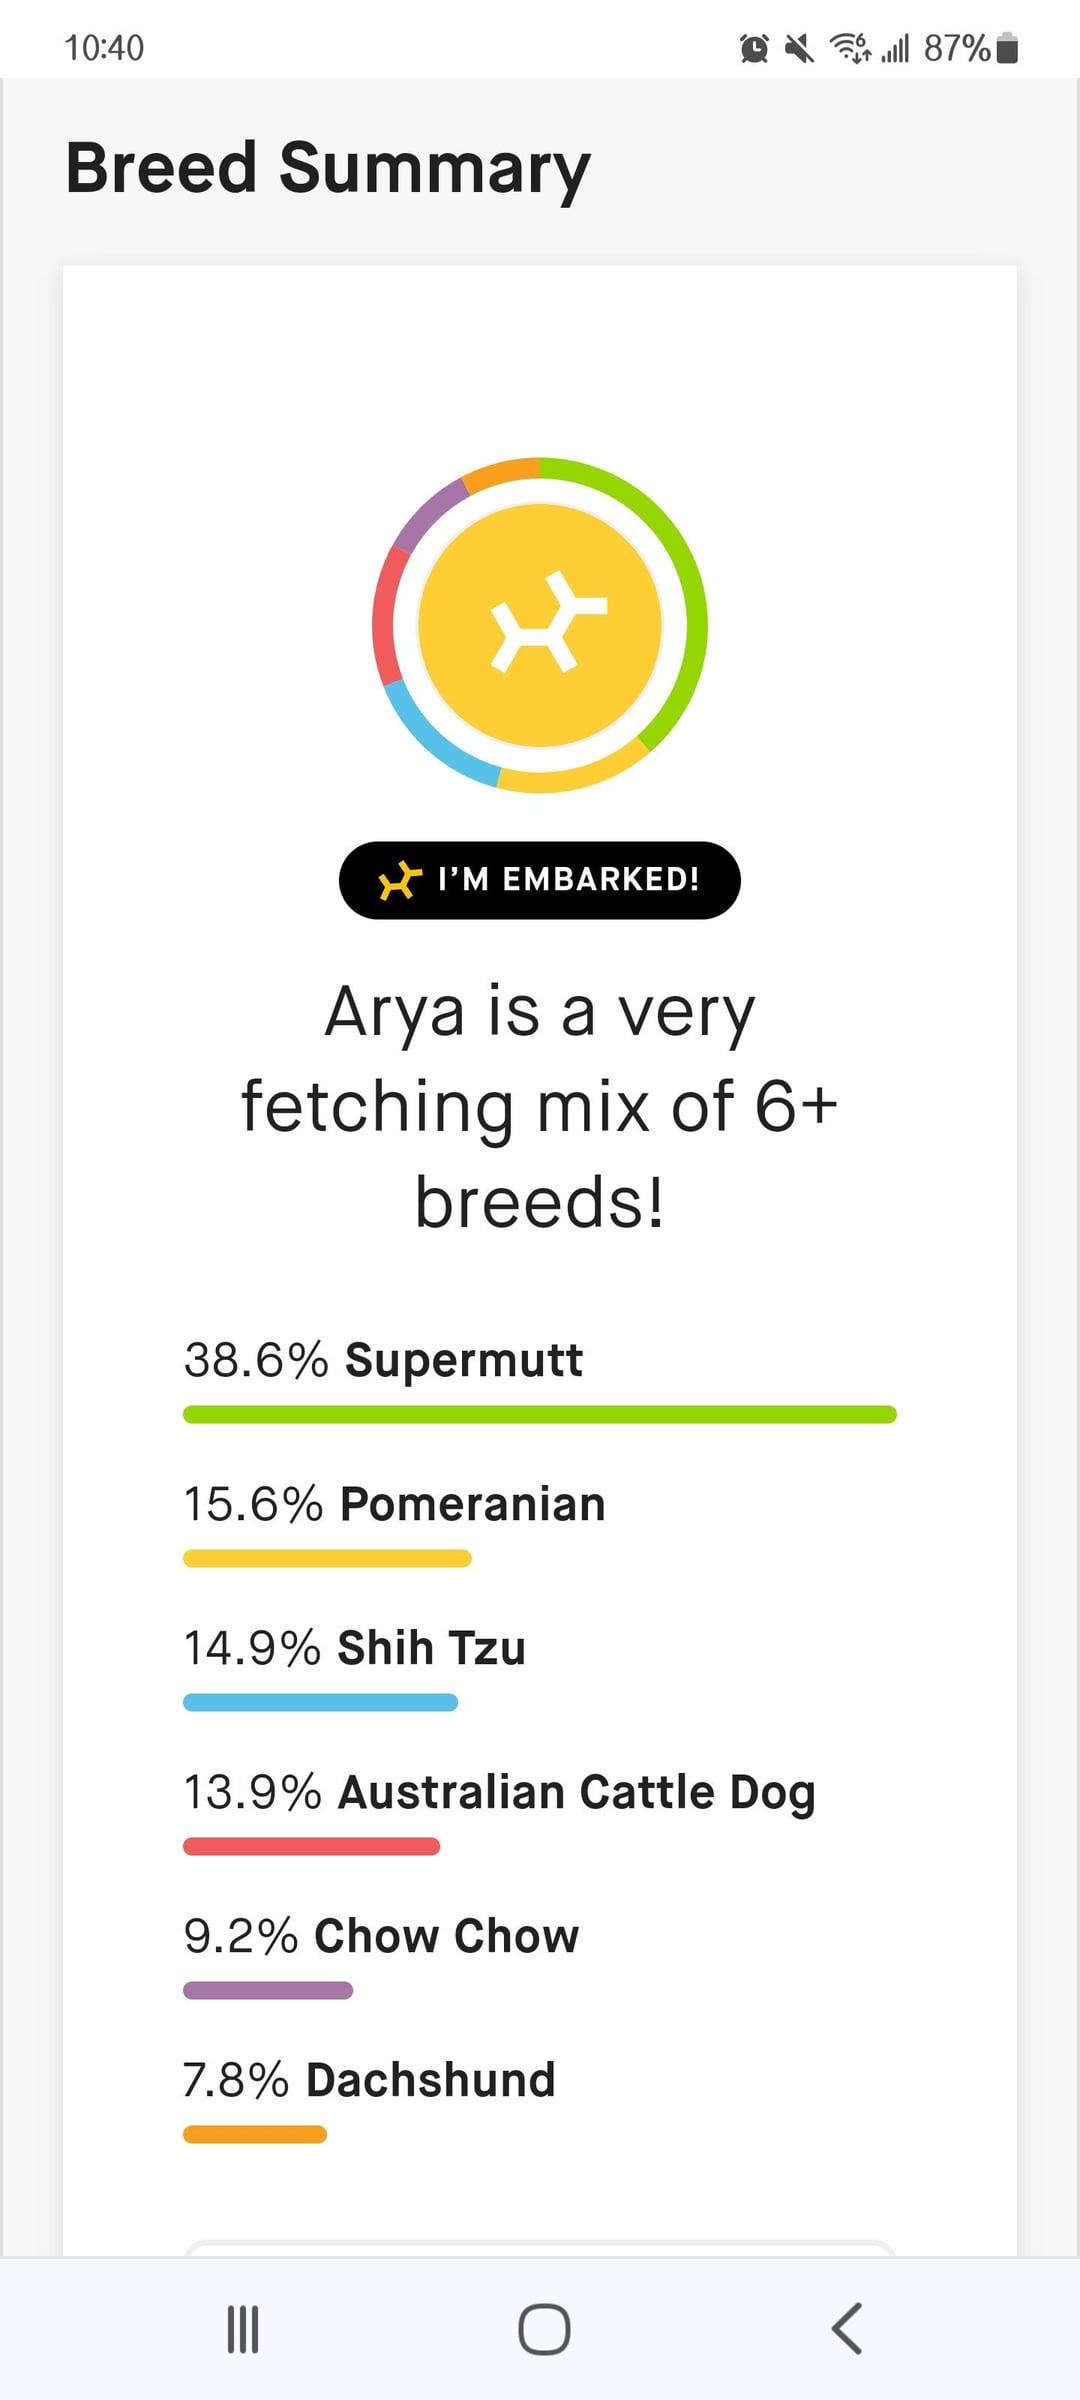 10:40
6
87%
Breed Summary
I'M EMBARKED!
Arya is a very
fetching mix of 6+
breeds!
38.6% Supermutt
15.6% Pomeranian
14.9% Shih Tzu
13.9% Australian Cattle Dog
9.2% Chow Chow
7.8% Dachshund